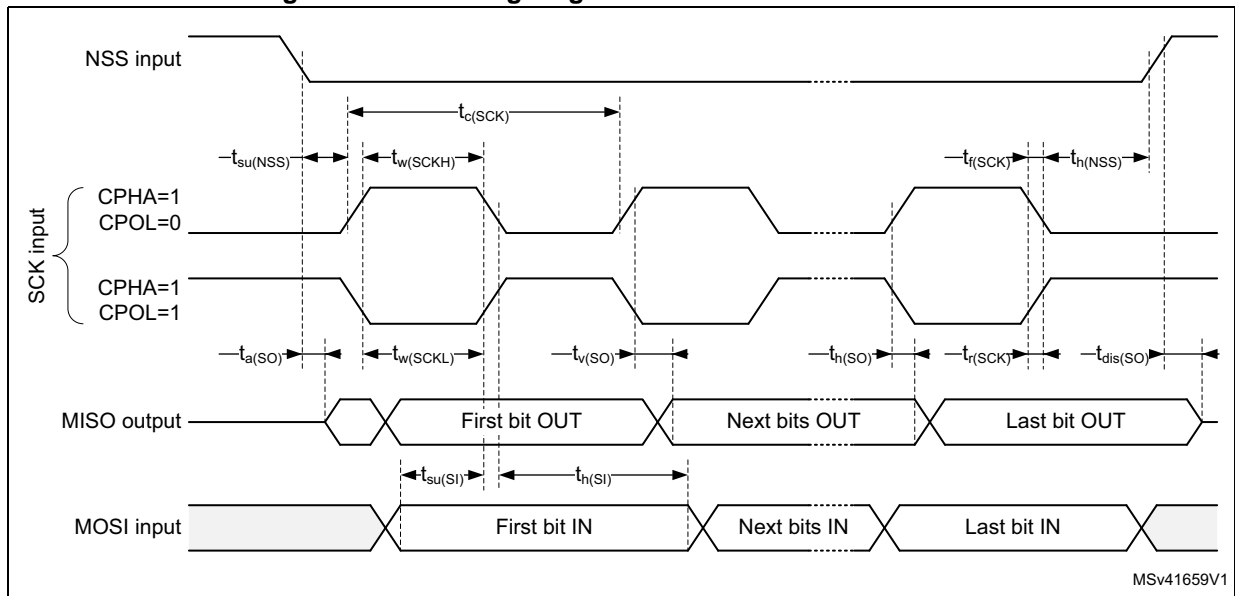 NSS input
tc(SCK)
tsu(NSS)
tw(SCKH)
tf(SCK)
th(NSS)
SCK input
CPHA=1
CPOL=0
CPHA=1
CPOL=1
ta(SO)
tw(SCKL)
tv(SO)
th(SO)
tr(SCK)
tdis(SO)
MISO output
First bit OUT
Next bits OUT
Last bit OUT
tsu(SI)
th(SI)
MOSI input
First bit IN
Next bits IN
Last bit IN
MSv41659V1